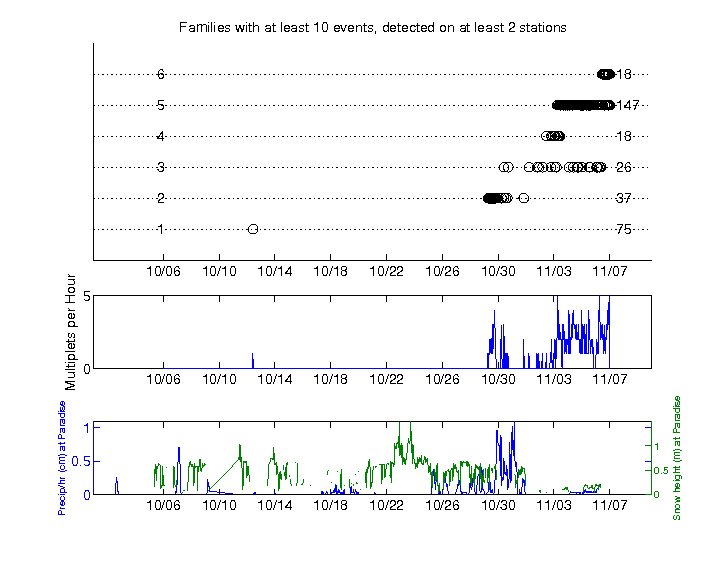 Families with at least 10 events, detected on at least 2 stations
6 18
5 147
4 18
3 26
2 37
1 75
10/06 10/10 10/14 10/18 10/22 10/26 10/30 11/03 11/07
Multiplets per Hour
5
0
10/06 10/10 10/14 10/18 10/22 10/26 10/30 11/03 11/07
Precip/hr (cm) at Paradise
1
0.5
0
Snow height (m) at Paradise
1
0.5
0
10/06 10/10 10/14 10/18 10/22 10/26 10/30 11/03 11/07